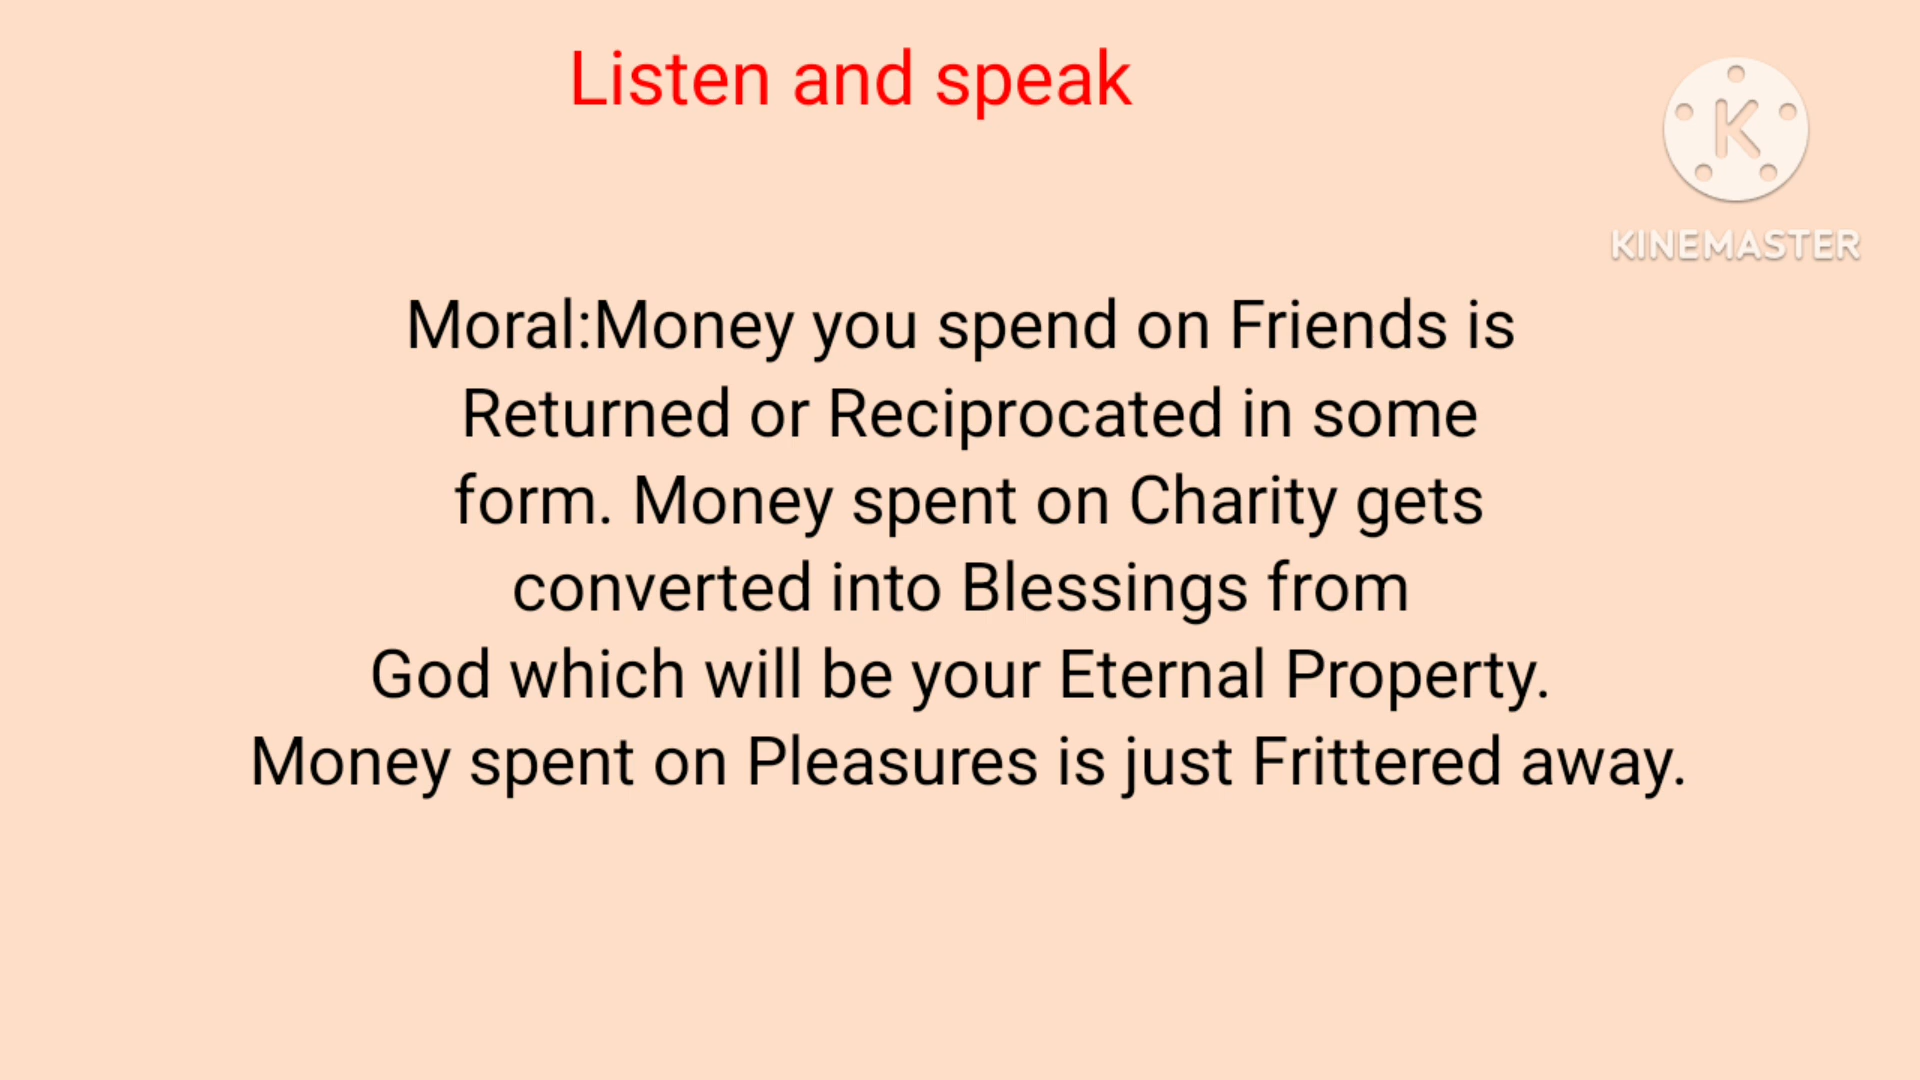 Listen and speak
K
KINEMASTER
Moral:Money you spend on Friends is
Returned or Reciprocated in some
form. Money spent on Charity gets
converted into Blessings from
God which will be your Eternal Property.
Money spent on Pleasures is just Frittered away.